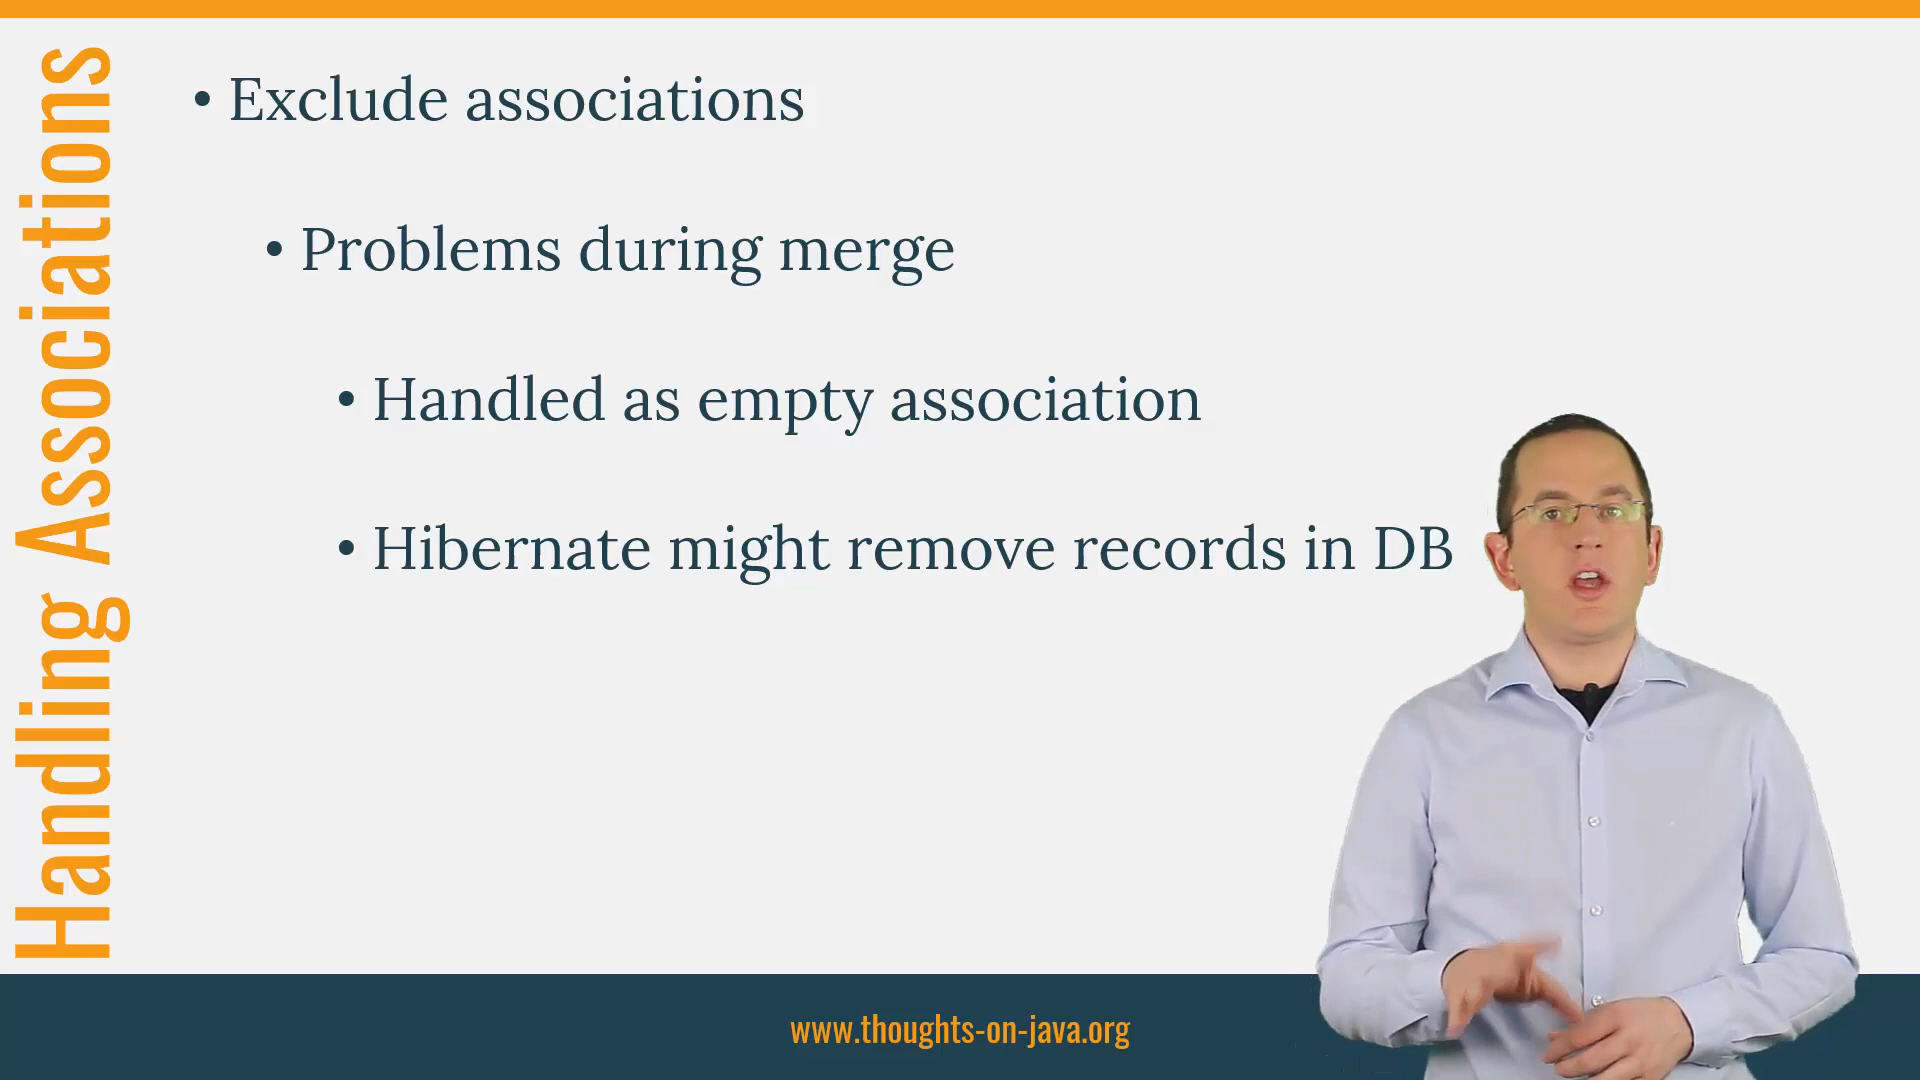 Handling Associations
• Exclude associations
• Problems during merge
• Handled as empty association
• Hibernate might remove records in DB
www.thoughts-on-java.org